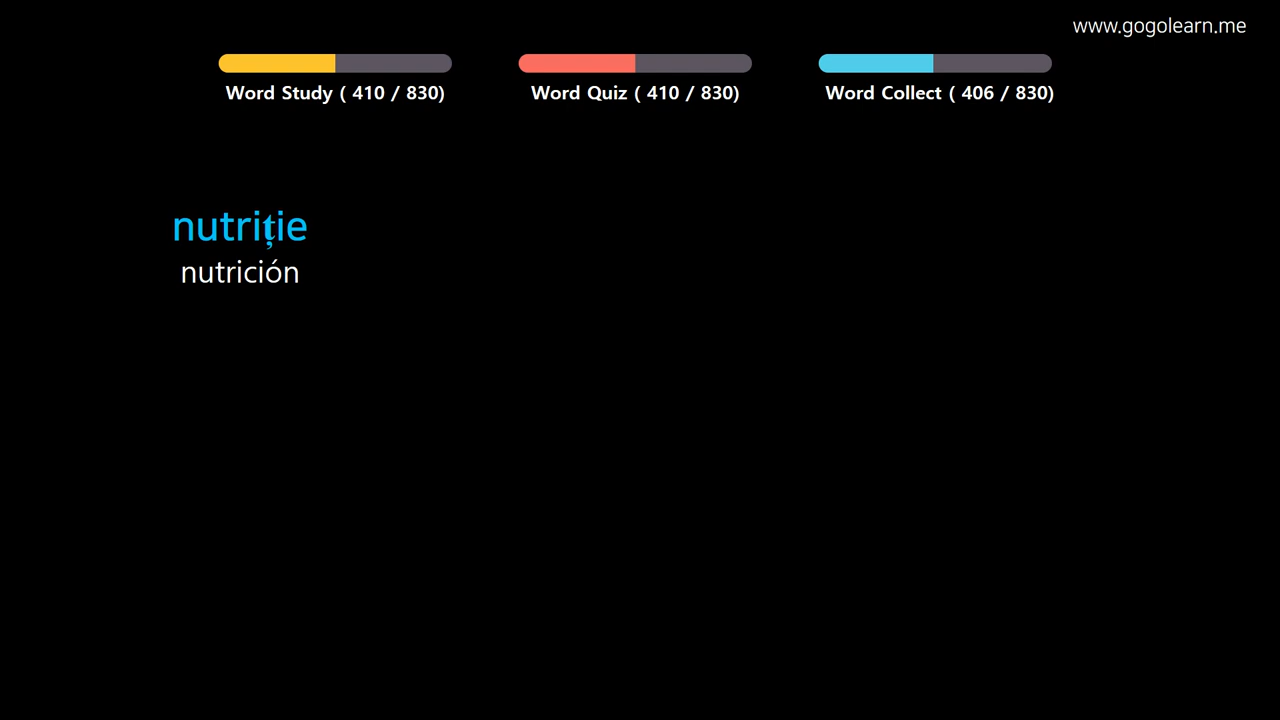 www.gogolearn.me
Word Study ( 410 / 830)
Word Quiz ( 410 / 830)
Word Collect ( 406 / 830)
nutriție
nutrición